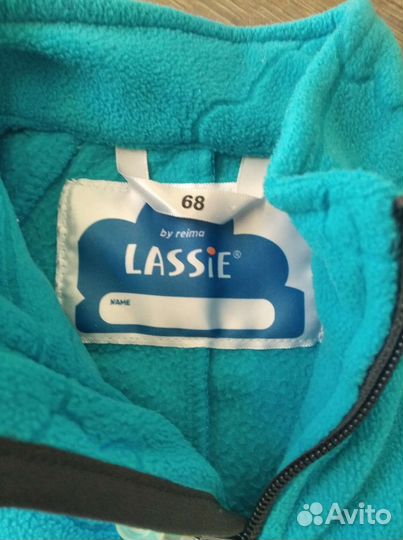 68
by reima
LASSiE®
NAME
Avito